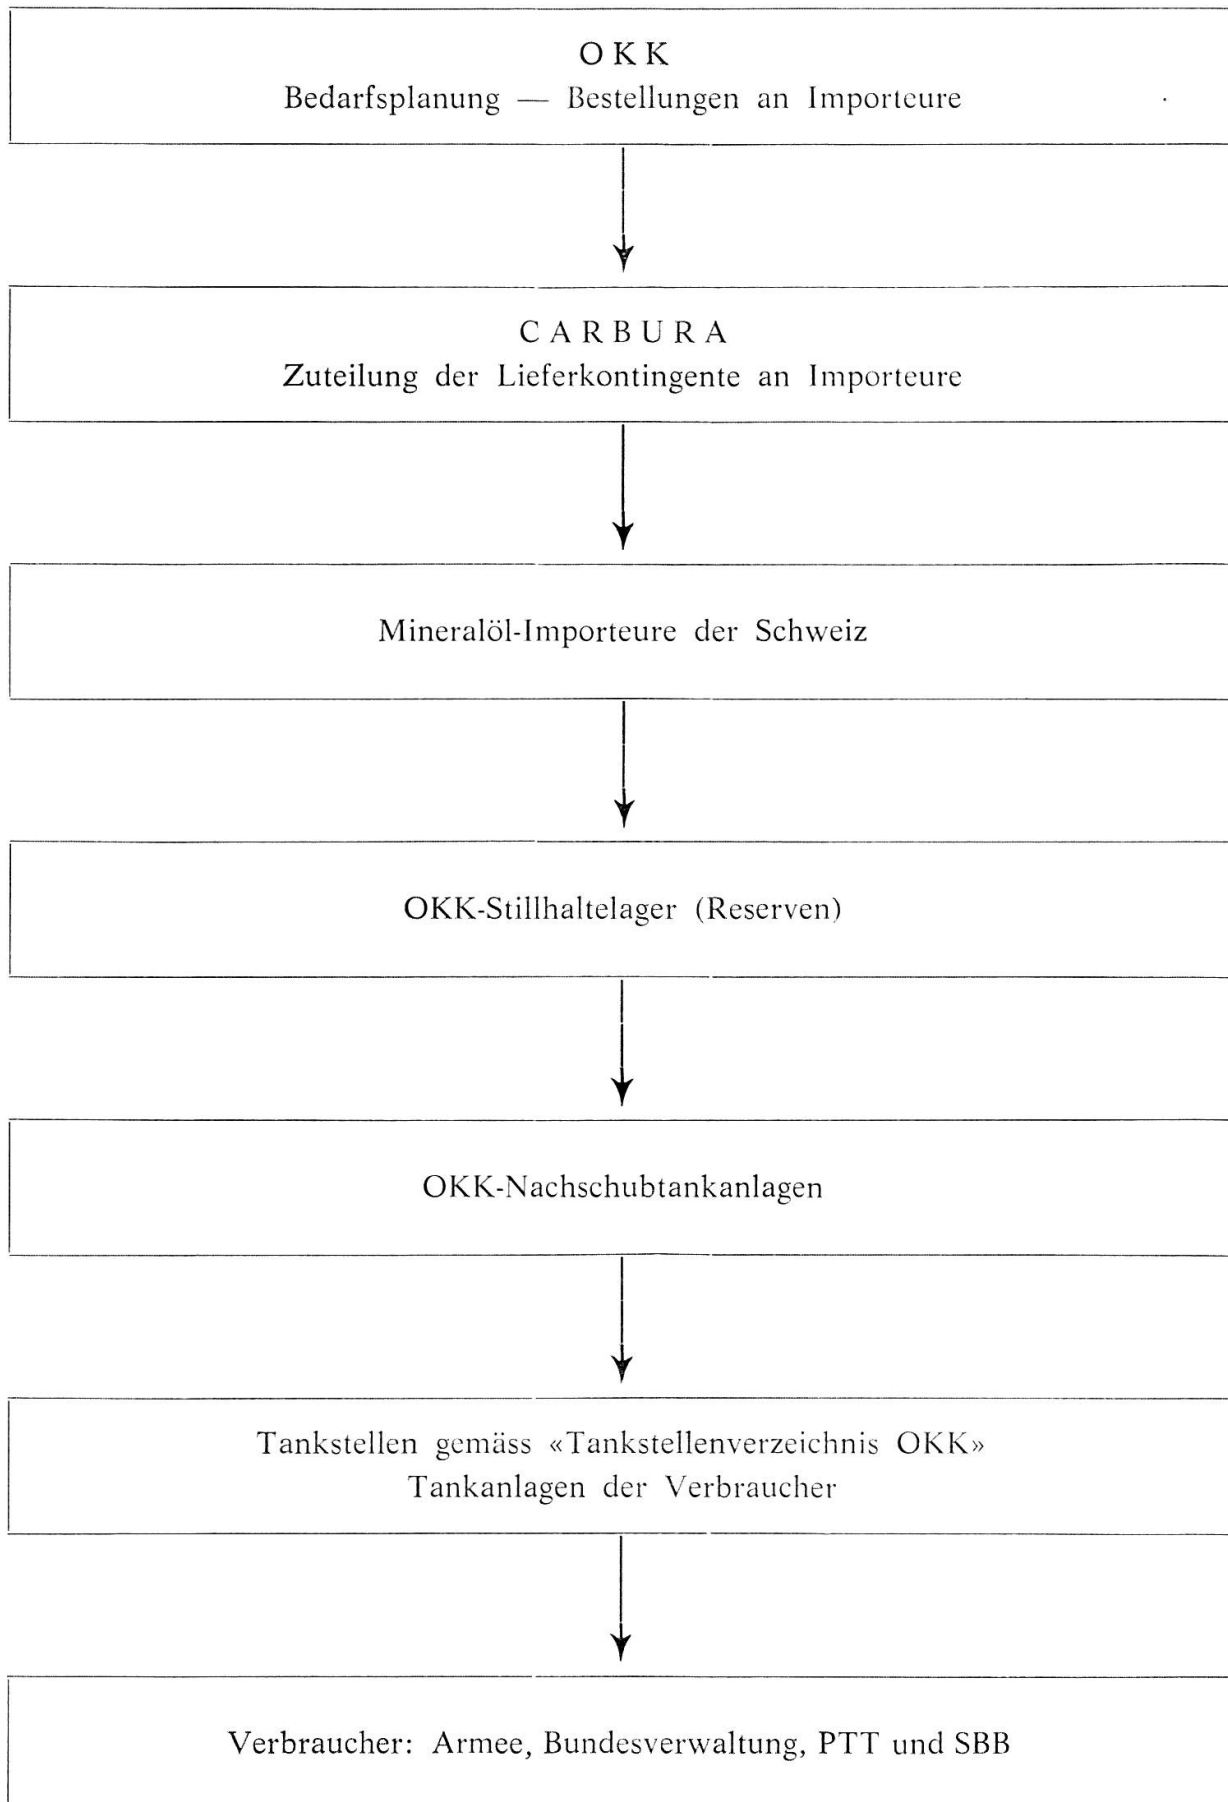 OKK
Bedarfsplanung — Bestellungen an Importeure
CARBURA
Zuteilung der Lieferkontingente an Importeure
Mineralöl-Importeure der Schweiz
OKK-Stillhaltelager (Reserven)
OKK-Nachschubtankanlagen
Tankstellen gemäss «Tankstellenverzeichnis OKK»
Tankanlagen der Verbraucher
Verbraucher: Armee, Bundesverwaltung, PTT und SBB